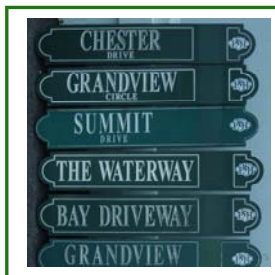 CHESTER
DRIVE
GRANDVIEW
CIRCLE
SUMMIT
DRIVE
THE WATERWAY
BAY DRIVEWAY
GRANDVIEW